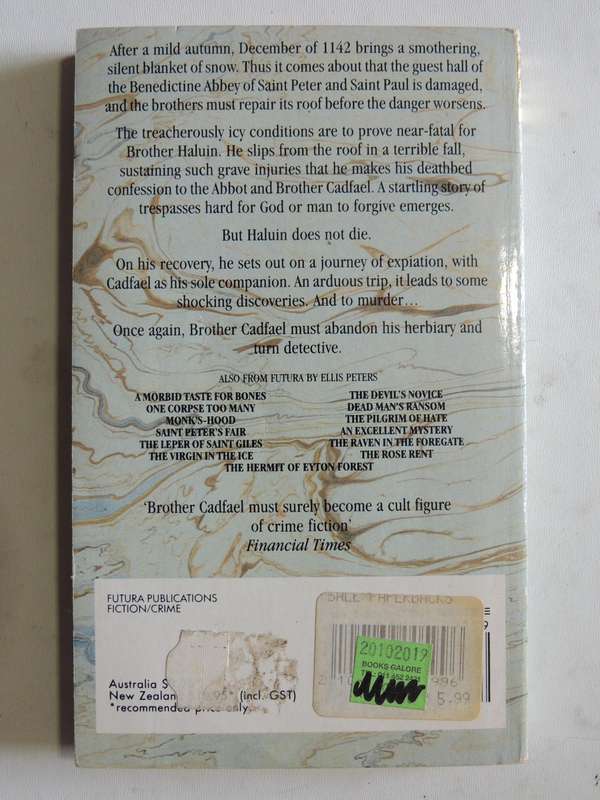 After a mild autumn, December of 1142 brings a smothering,
silent blanket of snow. Thus it comes about that the guest hall of
the Benedictine Abbey of Saint Peter and Saint Paul is damaged,
and the brothers must repair its roof before the danger worsens.
The treacherously icy conditions are to prove near-fatal for
Brother Haluin. He slips from the roof in a terrible fall,
sustaining such grave injuries that he makes his deathbed
confession to the Abbot and Brother Cadfael. A startling story of
trespasses hard for God or man to forgive emerges.
But Haluin does not die.
On his recovery, he sets out on a journey of expiation, with
Cadfael as his sole companion. An arduous trip, it leads to some
shocking discoveries. And to murder...
Once again, Brother Cadfael must abandon his herbiary and
turn detective.
ALSO FROM FUTURA BY ELLIS PETERS
A MORBID TASTE FOR BONES
ONE CORPSE TOO MANY
MONK'S-HOOD
SAINT PETER'S FAIR
THE LEPER OF SAINT GILES
THE VIRGIN IN THE ICE
THE DEVIL'S NOVICE
DEAD MAN'S RANSOM
THE PILGRIM OF HATE
AN EXCELLENT MYSTERY
THE RAVEN IN THE FOREGATE
THE ROSE RENT
THE HERMIT OF EYTON FOREST
'Brother Cadfael must surely become a cult figure
of crime fiction'
Financial Times
FUTURA PUBLICATIONS
FICTION/CRIME
Australia
New Zealand (incl. GST)
*recommended price only
SALE PAPERBACKS
20102019
BOOKS GALORE
5.99